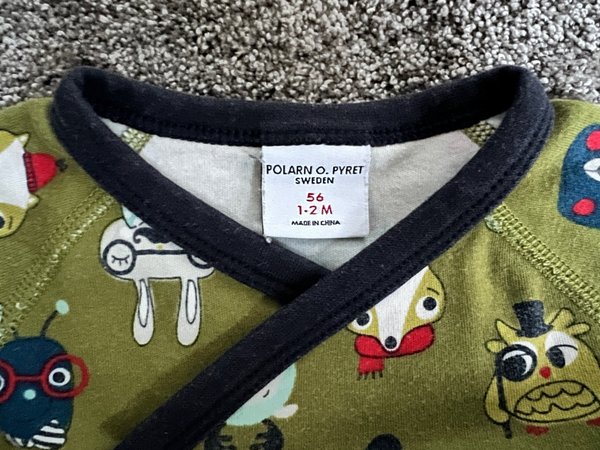 POLARN O. PYRET
SWEDEN
56
1-2 M
MADE IN CHINA